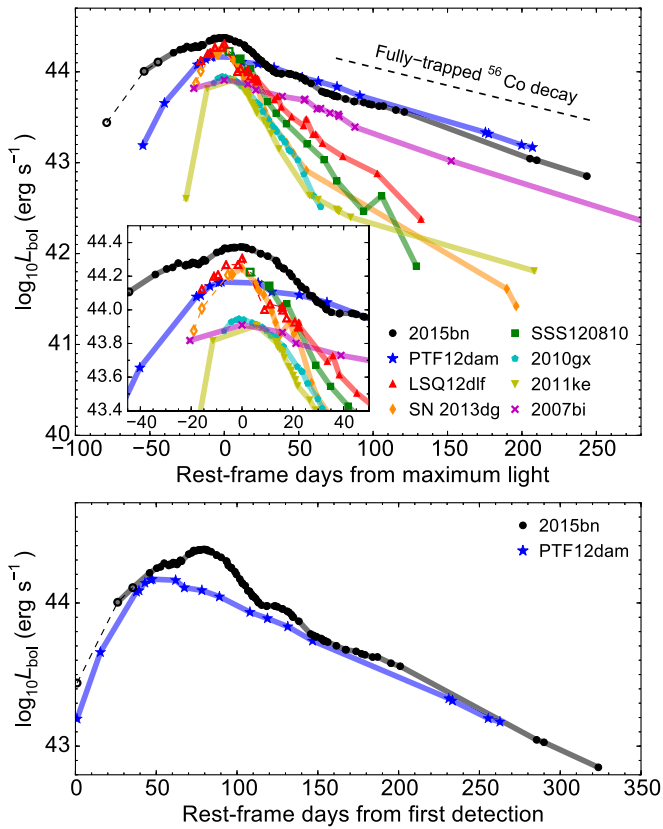 log₁₀L_bol (erg s⁻¹)
44
43
42
41
40
Fully−trapped ⁵⁶Co decay
44.4
44.2
44.0
43.8
43.6
43.4
−40
−20
0
20
40
2015bn
PTF12dam
LSQ12dlf
SN 2013dg
SSS120810
2010gx
2011ke
2007bi
−100
−50
0
50
100
150
200
250
Rest-frame days from maximum light
log₁₀L_bol (erg s⁻¹)
44
43
2015bn
PTF12dam
0
50
100
150
200
250
300
350
Rest-frame days from first detection